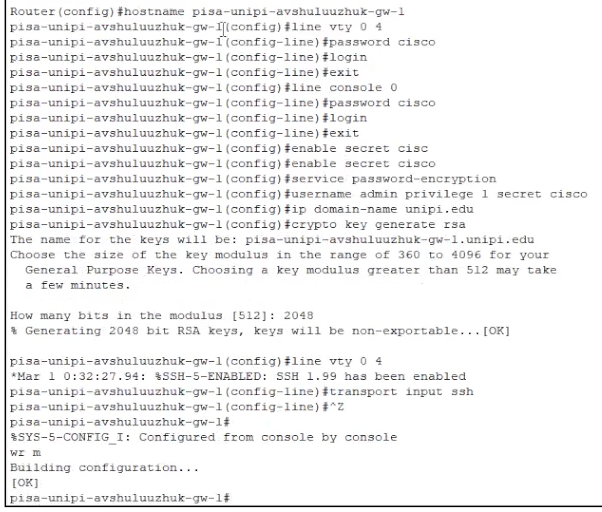 Router(config)#hostname pisa-unipi-avshuluuzhuk-gw-1
pisa-unipi-avshuluuzhuk-gw-1(config)#line vty 0 4
pisa-unipi-avshuluuzhuk-gw-1(config-line)#password cisco
pisa-unipi-avshuluuzhuk-gw-1(config-line)#login
pisa-unipi-avshuluuzhuk-gw-1(config-line)#exit
pisa-unipi-avshuluuzhuk-gw-1(config)#line console 0
pisa-unipi-avshuluuzhuk-gw-1(config-line)#password cisco
pisa-unipi-avshuluuzhuk-gw-1(config-line)#login
pisa-unipi-avshuluuzhuk-gw-1(config-line)#exit
pisa-unipi-avshuluuzhuk-gw-1(config)#enable secret cisc
pisa-unipi-avshuluuzhuk-gw-1(config)#enable secret cisco
pisa-unipi-avshuluuzhuk-gw-1(config)#service password-encryption
pisa-unipi-avshuluuzhuk-gw-1(config)#username admin privilege 1 secret cisco
pisa-unipi-avshuluuzhuk-gw-1(config)#ip domain-name unipi.edu
pisa-unipi-avshuluuzhuk-gw-1(config)#crypto key generate rsa
The name for the keys will be: pisa-unipi-avshuluuzhuk-gw-1.unipi.edu
Choose the size of the key modulus in the range of 360 to 4096 for your
General Purpose Keys. Choosing a key modulus greater than 512 may take
a few minutes.
How many bits in the modulus [512]: 2048
% Generating 2048 bit RSA keys, keys will be non-exportable...[OK]
pisa-unipi-avshuluuzhuk-gw-1(config)#line vty 0 4
*Mar 1 0:32:27.94: %SSH-5-ENABLED: SSH 1.99 has been enabled
pisa-unipi-avshuluuzhuk-gw-1(config-line)#transport input ssh
pisa-unipi-avshuluuzhuk-gw-1(config-line)#^Z
pisa-unipi-avshuluuzhuk-gw-1#
%SYS-5-CONFIG_I: Configured from console by console
wr m
Building configuration...
[OK]
pisa-unipi-avshuluuzhuk-gw-1#